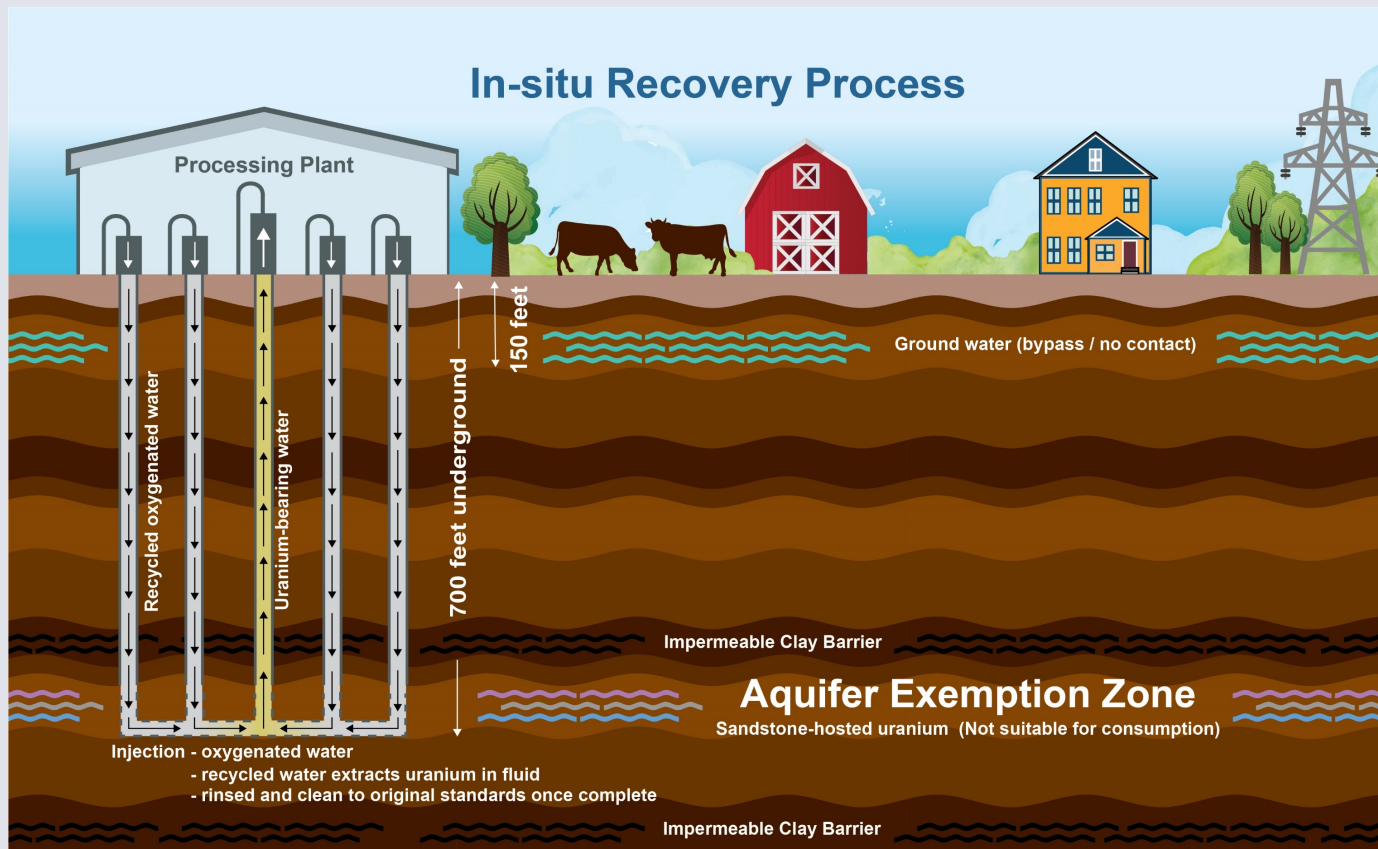 In-situ Recovery Process
Processing Plant
150 feet
Ground water (bypass / no contact)
Recycled oxygenated water
Uranium-bearing water
700 feet underground
Impermeable Clay Barrier
Aquifer Exemption Zone
Sandstone-hosted uranium (Not suitable for consumption)
Injection - oxygenated water
- recycled water extracts uranium in fluid
- rinsed and clean to original standards once complete
Impermeable Clay Barrier